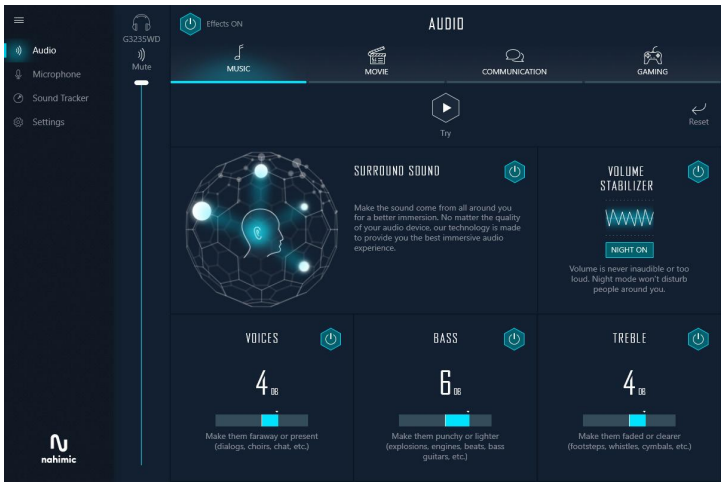 Audio
Microphone
Sound Tracker
Settings
nahimic
G3235WD
Mute
Effects ON
AUDIO
MUSIC
MOVIE
COMMUNICATION
GAMING
Try
Reset
SURROUND SOUND
Make the sound come from all around you
for a better immersion. No matter the quality
of your audio device, our technology is made
to provide you the best immersive audio
experience.
VOLUME
STABILIZER
NIGHT ON
Volume is never inaudible or too
loud. Night mode won't disturb
people around you.
VOICES
4 DB
Make them faraway or present
(dialogs, choirs, chat, etc.)
BASS
6 DB
Make them punchy or lighter
(explosions, engines, beats, bass
guitars, etc.)
TREBLE
4 DB
Make them faded or clearer
(footsteps, whistles, cymbals, etc.)